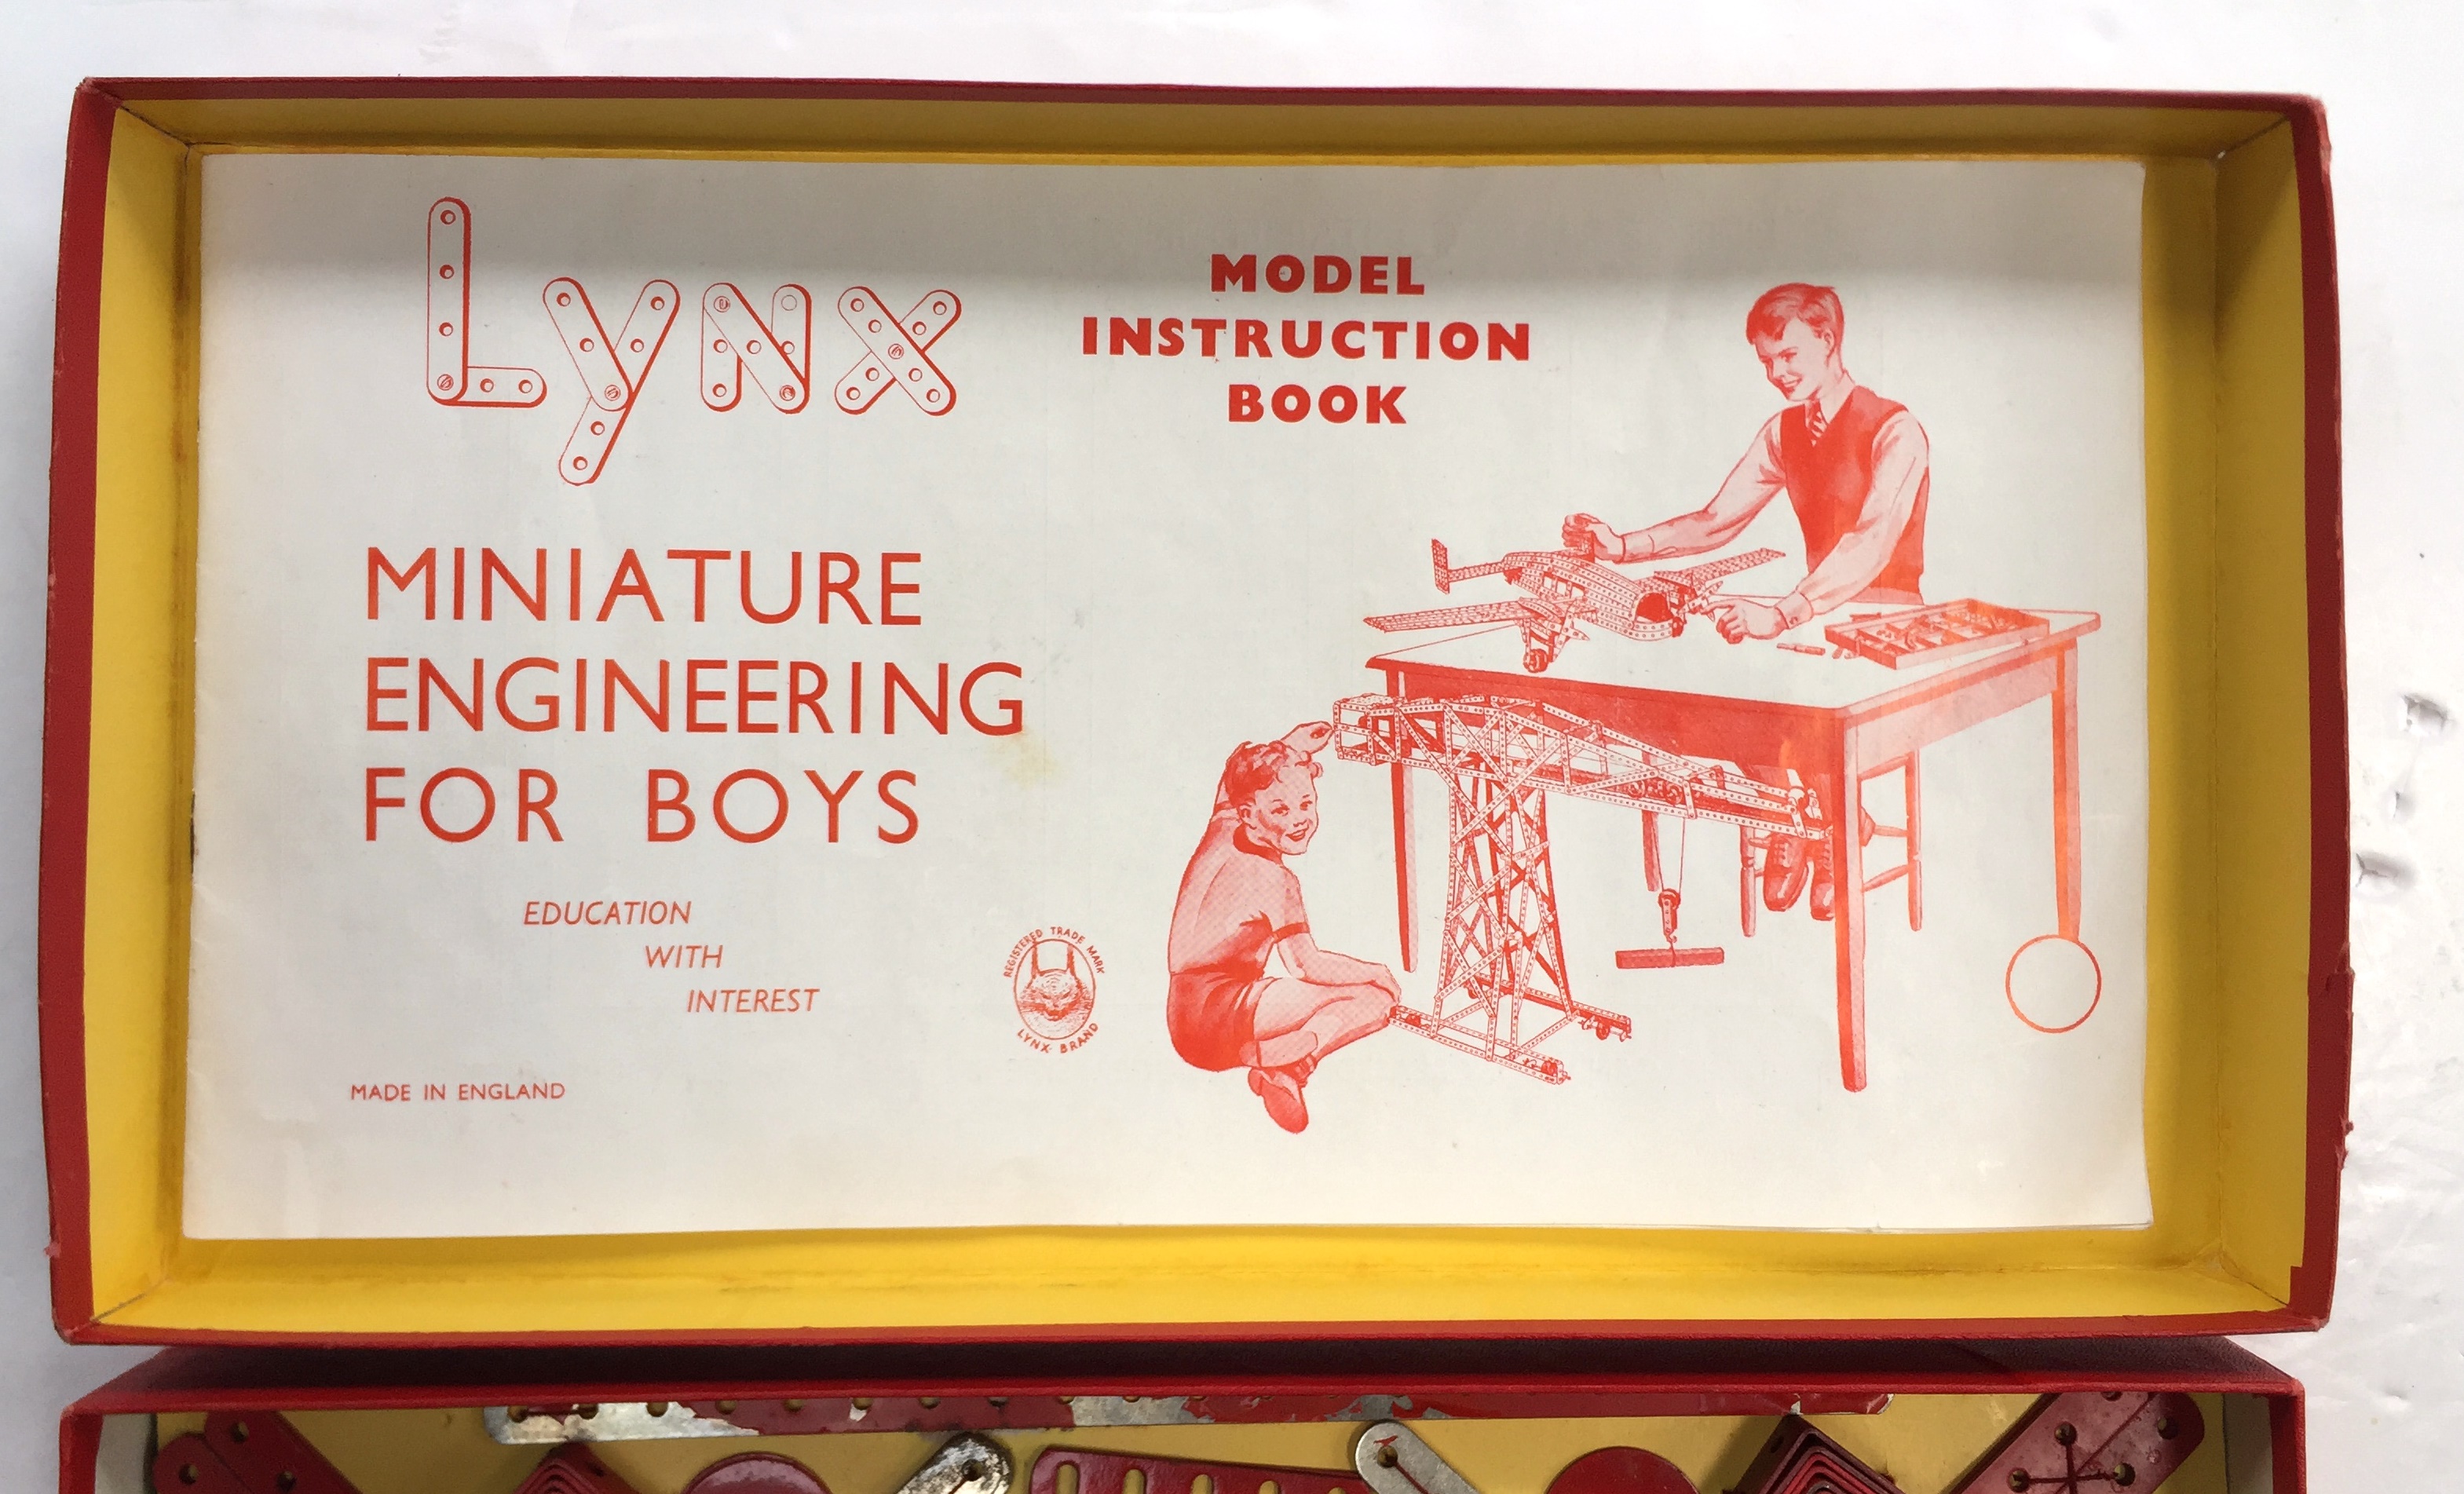 Lynx
MODEL
INSTRUCTION
BOOK
MINIATURE
ENGINEERING
FOR BOYS
EDUCATION
WITH
INTEREST
REGISTERED TRADE MARK
LYNX BRAND
MADE IN ENGLAND